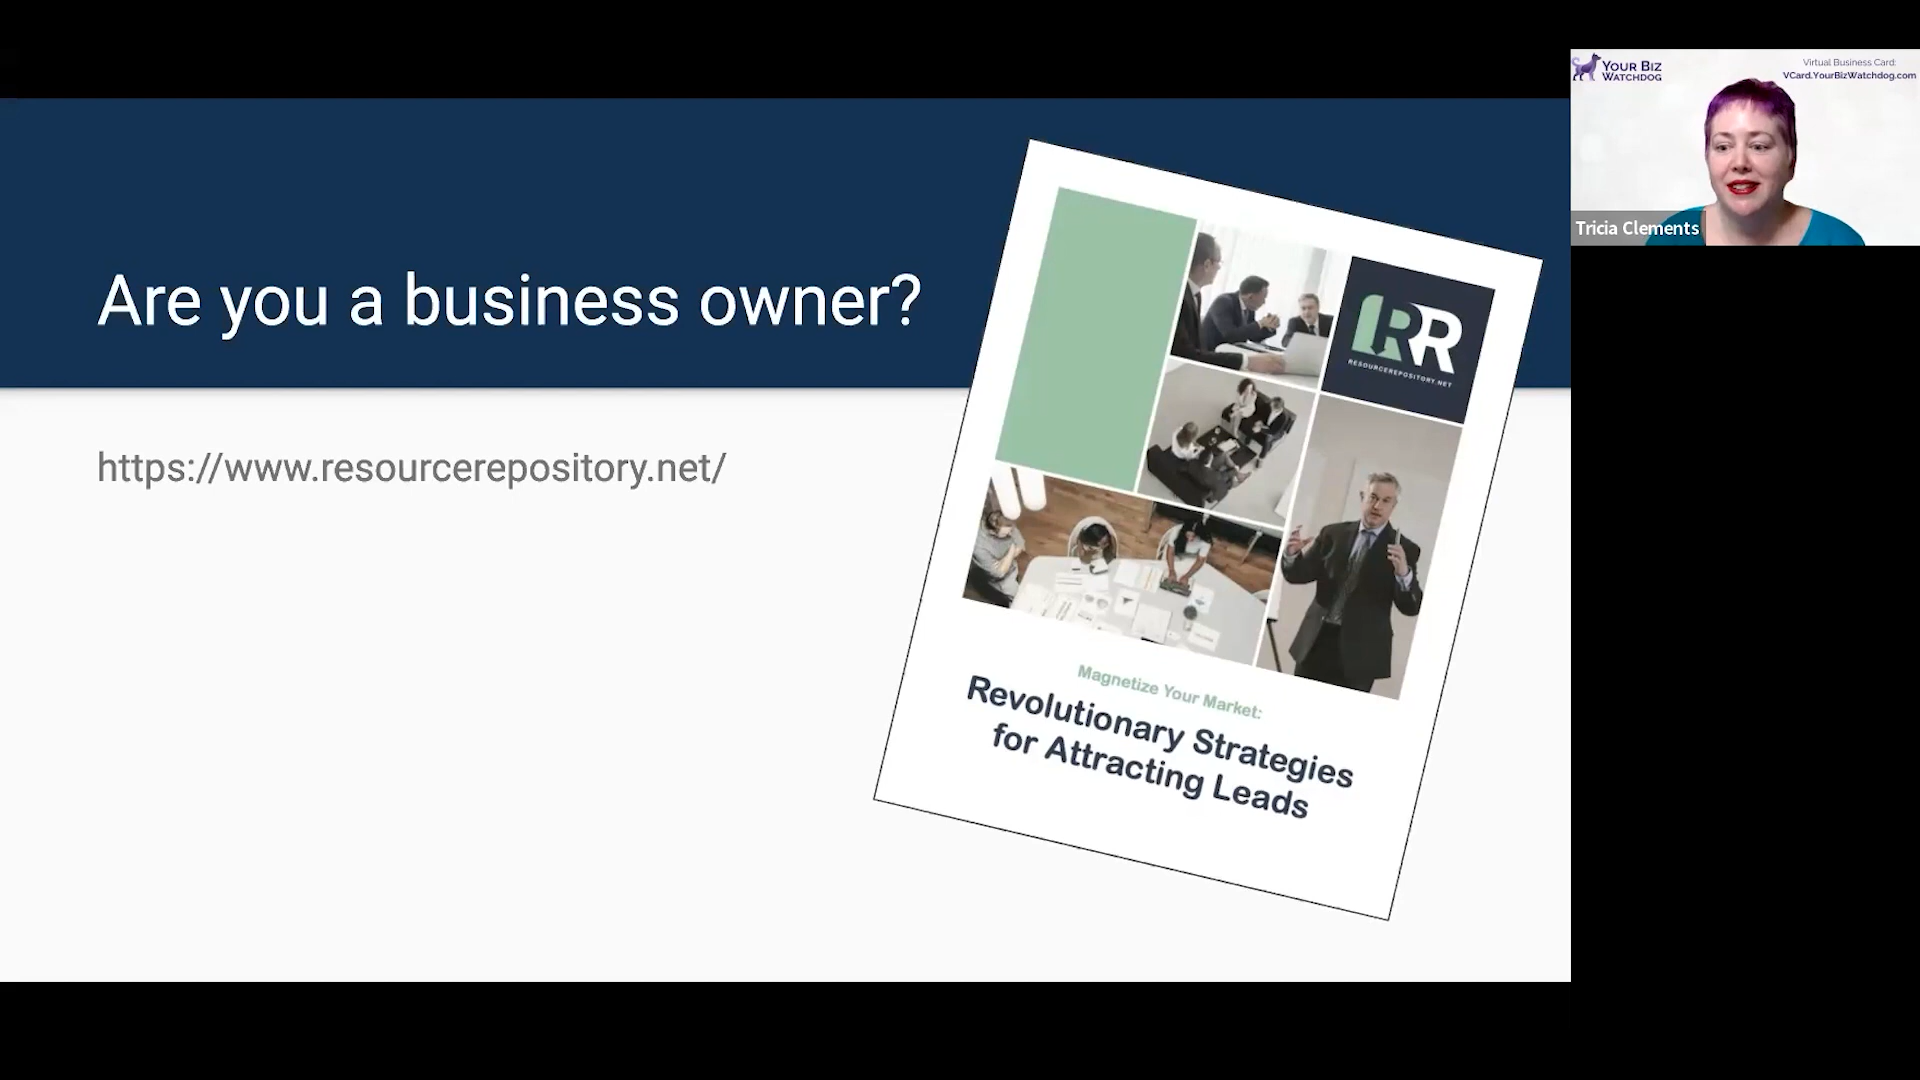 Are you a business owner?
https://www.resourcerepository.net/
RR
RESOURCEREPOSITORY.NET
Magnetize Your Market:
Revolutionary Strategies
for Attracting Leads
YOUR BIZ
WATCHDOG
Virtual Business Card:
VCard.YourBizWatchdog.com
Tricia Clements